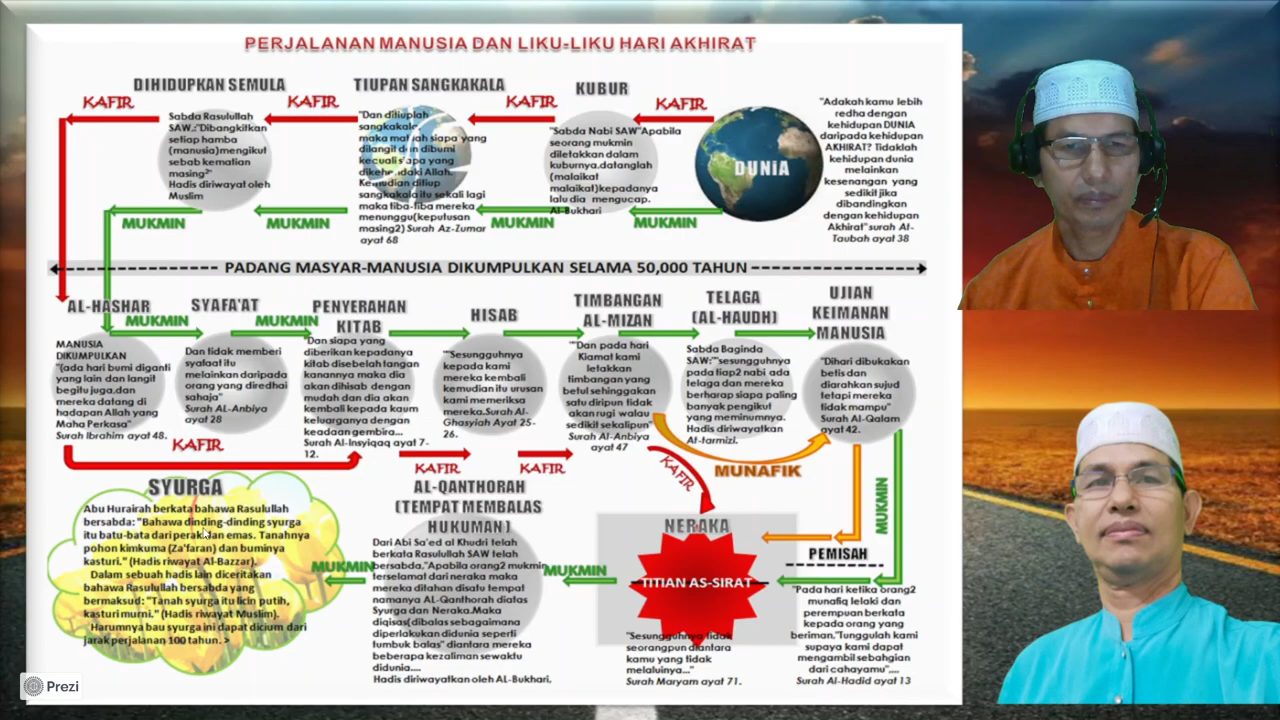 PERJALANAN MANUSIA DAN LIKU-LIKU HARI AKHIRAT
DIHIDUPKAN SEMULA
TIUPAN SANGKAKALA
KUBUR
KAFIR
KAFIR
KAFIR
KAFIR
Sabda Rasulullah
SAW.:"Dibangkitkan
setiap hamba
(manusia)mengikut
sebab kematian
masing²"
Hadis diriwayat oleh
Muslim
"Dan ditiuplah
sangkakala,
maka matilah siapa yang
dilangit dan dibumi
kecuali siapa yang
dikehendaki Allah.
Kemudian ditiup
sangkakala itu sekali lagi
maka tiba-tiba mereka
menunggu(keputusan
masing2) Surah Az-Zumar
ayat 68
"Sabda Nabi SAW"Apabila
seorang mukmin
diletakkan dalam
kuburnya.datanglah
(malaikat
malaikat)kepadanya
lalu dia mengucap.
Al-Bukhari
DUNiA
"Adakah kamu lebih
redha dengan
kehidupan DUNIA
daripada kehidupan
AKHIRAT? Tidaklah
kehidupan dunia
melainkan
kesenangan yang
sedikit jika
dibandingkan
dengan kehidupan
Akhirat" surah At-
Taubah ayat 38
MUKMIN
MUKMIN
MUKMIN
MUKMIN
PADANG MASYAR-MANUSIA DIKUMPULKAN SELAMA 50,000 TAHUN
AL-HASHAR
SYAFA'AT
PENYERAHAN
KITAB
HISAB
TIMBANGAN
AL-MIZAN
TELAGA
(AL-HAUDH)
UJIAN
KEIMANAN
MANUSIA
MUKMIN
MUKMIN
MANUSIA
DIKUMPULKAN
"(ada hari bumi diganti
yang lain dan langit
begitu juga.dan
mereka datang di
hadapan Allah yang
Maha Perkasa"
Surah Ibrahim ayat 48.
Dan tidak memberi
syafaat itu
melainkan daripada
orang yang diredhai
sahaja"
Surah AL-Anbiya
ayat 28
"Dan siapa yang
diberikan kepadanya
kitab disebelah tangan
kanannya maka dia
akan dihisab dengan
mudah dan dia akan
kembali kepada kaum
keluarganya dengan
keadaan gembira...
Surah Al-Insyiqaq ayat 7-
12.
""Sesungguhnya
kepada kami
mereka kembali
kemudian itu urusan
kami memeriksa
mereka.Surah Al-
Ghasyiah Ayat 25-
26.
""Dan pada hari
Kiamat kami
letakkan
timbangan yang
betul sehinggakan
satu diripun tidak
akan rugi walau
sedikit sekalipun"
Surah Al-Anbiya
ayat 47
Sabda Baginda
SAW:""sesungguhnya
pada tiap2 nabi ada
telaga dan mereka
berharap siapa paling
banyak pengikut
yang meminumnya.
Hadis diriwayatkan
At-tarmizi.
"Dihari dibukakan
betis dan
diarahkan sujud
tetapi mereka
tidak mampu"
Surah Al-Qalam
ayat 42.
KAFIR
KAFIR
KAFIR
KAFIR
MUNAFIK
MUKMIN
SYURGA
Abu Hurairah berkata bahawa Rasulullah
bersabda: "Bahawa dinding-dinding syurga
itu batu-bata dari perak dan emas. Tanahnya
pohon kimkuma (Za'faran) dan buminya
kasturi." (Hadis riwayat Al-Bazzar).
Dalam sebuah hadis lain diceritakan
bahawa Rasulullah bersabda yang
bermaksud: "Tanah syurga itu licin putih,
kasturi murni." (Hadis riwayat Muslim).
Harumnya bau syurga ini dapat dicium dari
jarak perjalanan 100 tahun. >
AL-QANTHORAH
(TEMPAT MEMBALAS
HUKUMAN)
Dari Abi Sa'ed al Khudri telah
berkata Rasulullah SAW telah
bersabda,"Apabila orang2 mukmin
terselamat dari neraka maka
mereka ditahan disatu tempat
namanya AL-Qanthorah diatas
Syurga dan Neraka.Maka
diqisas(dibalas sebagaimana
diperlakukan didunia seperti
tumbuk balas" diantara mereka
beberapa kezaliman sewaktu
didunia....
Hadis diriwayatkan oleh AL-Bukhari,
MUKMIN
MUKMIN
NERAKA
TITIAN AS-SIRAT
"Sesungguhnya tidak
seorangpun diantara
kamu yang tidak
melaluinya..."
Surah Maryam ayat 71.
PEMISAH
"Pada hari ketika orang2
munafiq lelaki dan
perempuan berkata
kepada orang yang
beriman,"Tunggulah kami
supaya kami dapat
mengambil sebahgian
dari cahayamu",...
Surah Al-Hadid ayat 13
Prezi